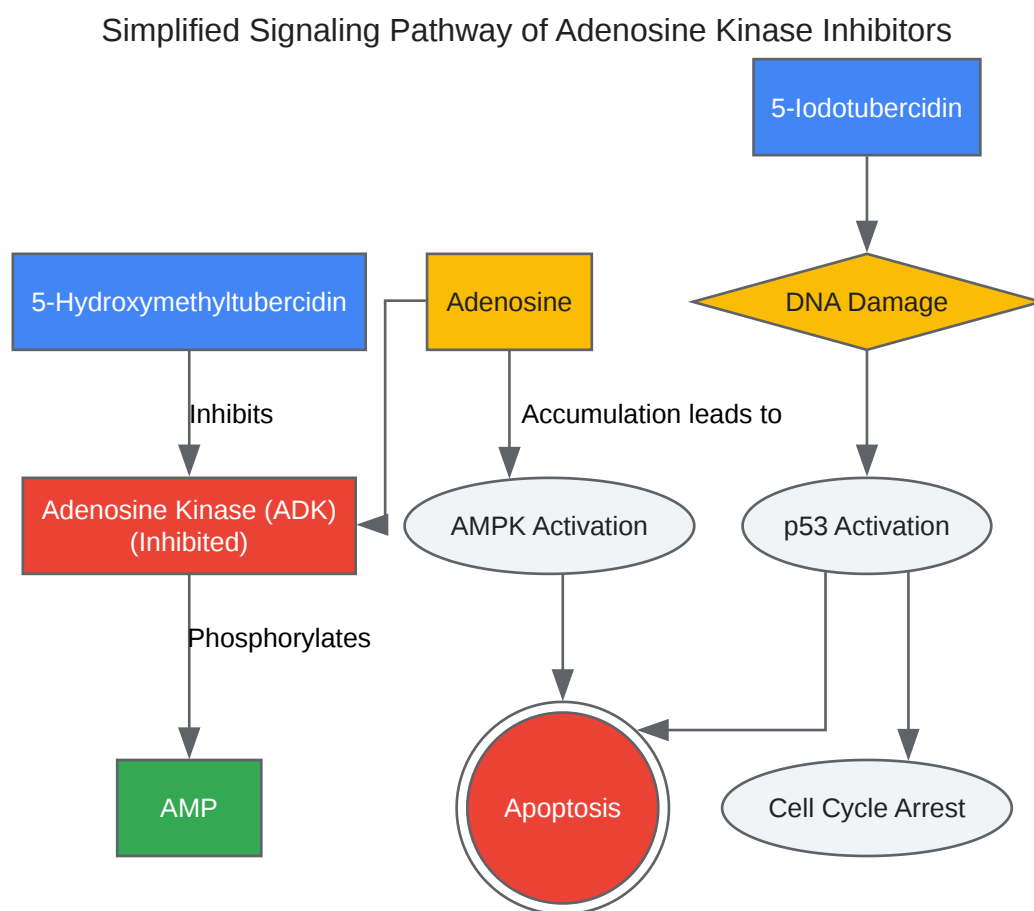 Simplified Signaling Pathway of Adenosine Kinase Inhibitors
5-Iodotubercidin
5-Hydroxymethyltubercidin
Adenosine
DNA Damage
Inhibits
Accumulation leads to
Adenosine Kinase (ADK)
(Inhibited)
AMPK Activation
p53 Activation
Phosphorylates
AMP
Apoptosis
Cell Cycle Arrest